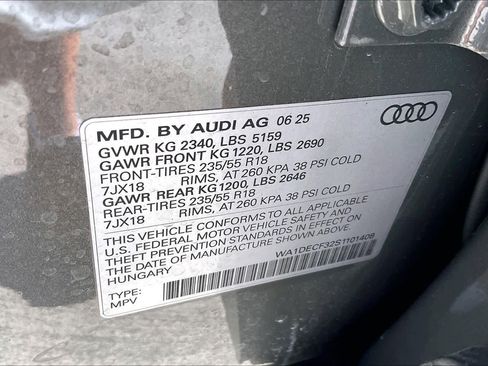 MFD. BY AUDI AG 06 25
GVWR KG 2340, LBS 5159
GAWR FRONT KG 1220, LBS 2690
FRONT-TIRES 235/55 R18
7JX18 RIMS, AT 260 KPA 38 PSI COLD
GAWR REAR KG 1200, LBS 2646
REAR-TIRES 235/55 R18
7JX18 RIMS, AT 260 KPA 38 PSI COLD
THIS VEHICLE CONFORMS TO ALL APPLICABLE
U.S. FEDERAL MOTOR VEHICLE SAFETY AND
THEFT PREVENTION STANDARDS IN EFFECT ON
THE DATE OF MANUFACTURE SHOWN ABOVE.
HUNGARY
WA1DECF32S1101408
TYPE:
MPV